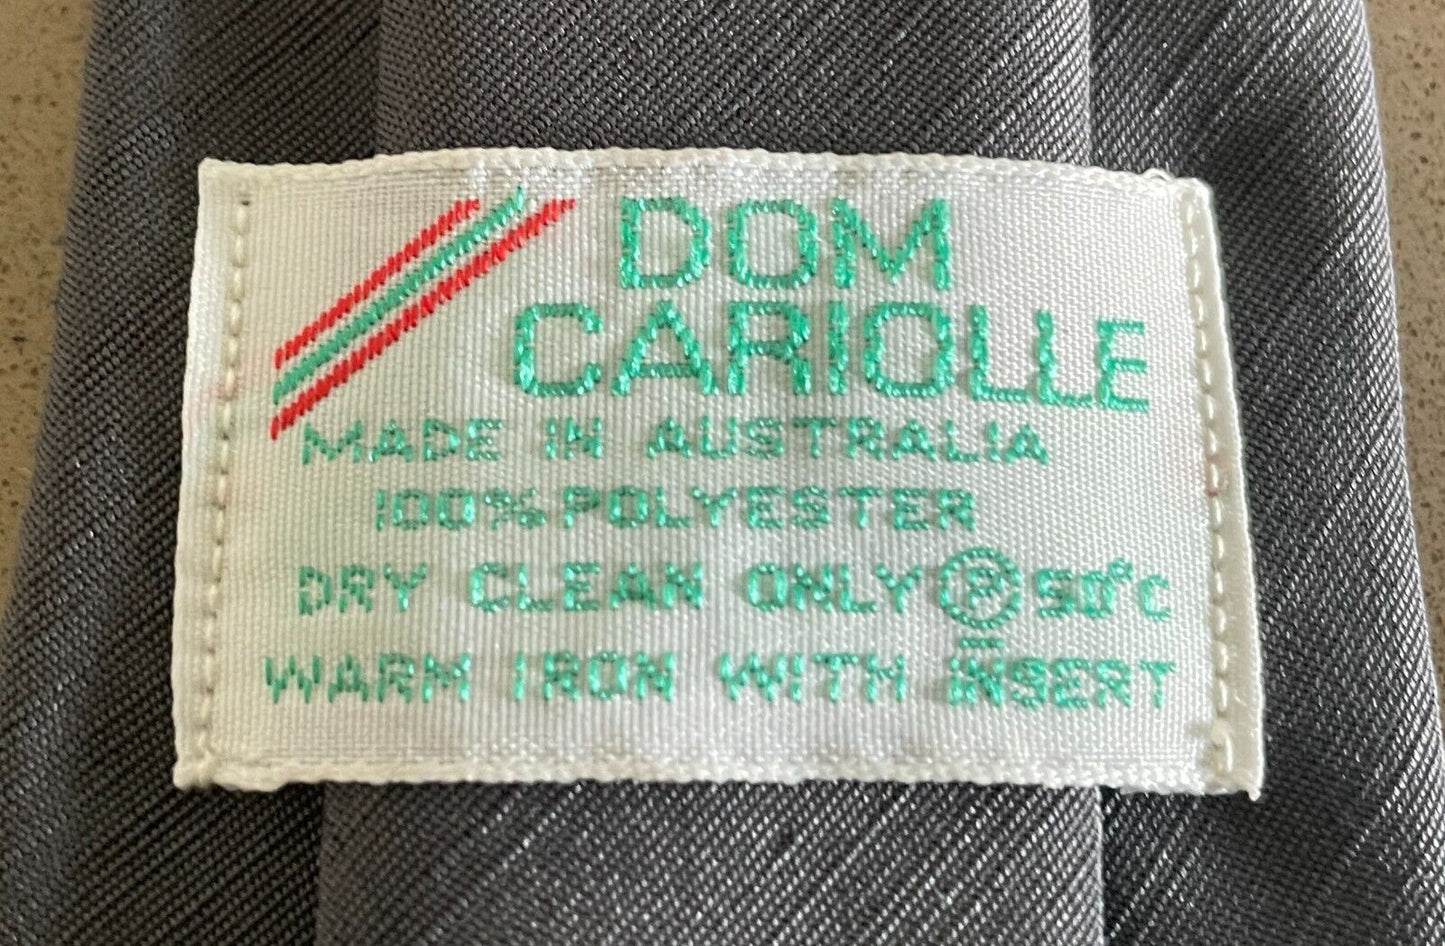 DOM
CARIOLLE
MADE IN AUSTRALIA
100% POLYESTER
DRY CLEAN ONLY Ⓟ 50°C
WARM IRON WITH INSERT